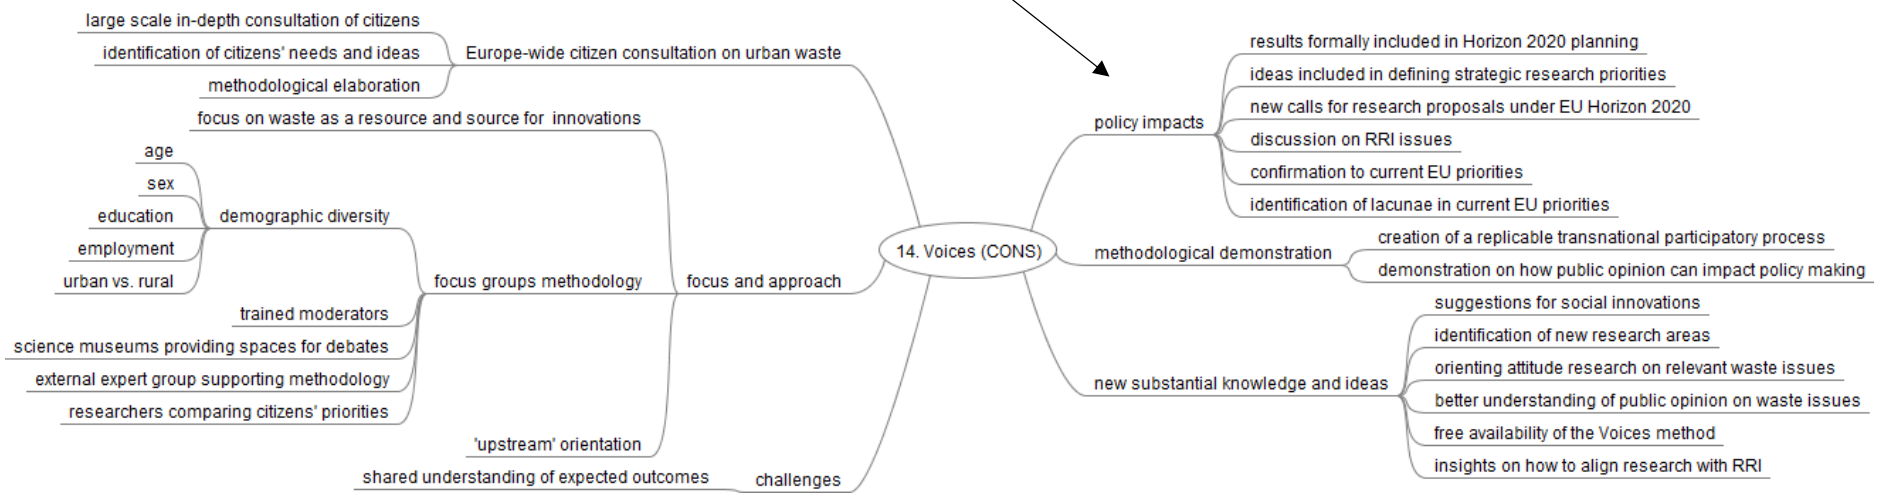 large scale in-depth consultation of citizens
identification of citizens' needs and ideas
methodological elaboration
Europe-wide citizen consultation on urban waste
focus on waste as a resource and source for  innovations
age
sex
education
employment
urban vs. rural
demographic diversity
trained moderators
science museums providing spaces for debates
external expert group supporting methodology
researchers comparing citizens' priorities
focus groups methodology
'upstream' orientation
focus and approach
shared understanding of expected outcomes
challenges
14. Voices (CONS)
policy impacts
results formally included in Horizon 2020 planning
ideas included in defining strategic research priorities
new calls for research proposals under EU Horizon 2020
discussion on RRI issues
confirmation to current EU priorities
identification of lacunae in current EU priorities
methodological demonstration
creation of a replicable transnational participatory process
demonstration on how public opinion can impact policy making
new substantial knowledge and ideas
suggestions for social innovations
identification of new research areas
orienting attitude research on relevant waste issues
better understanding of public opinion on waste issues
free availability of the Voices method
insights on how to align research with RRI